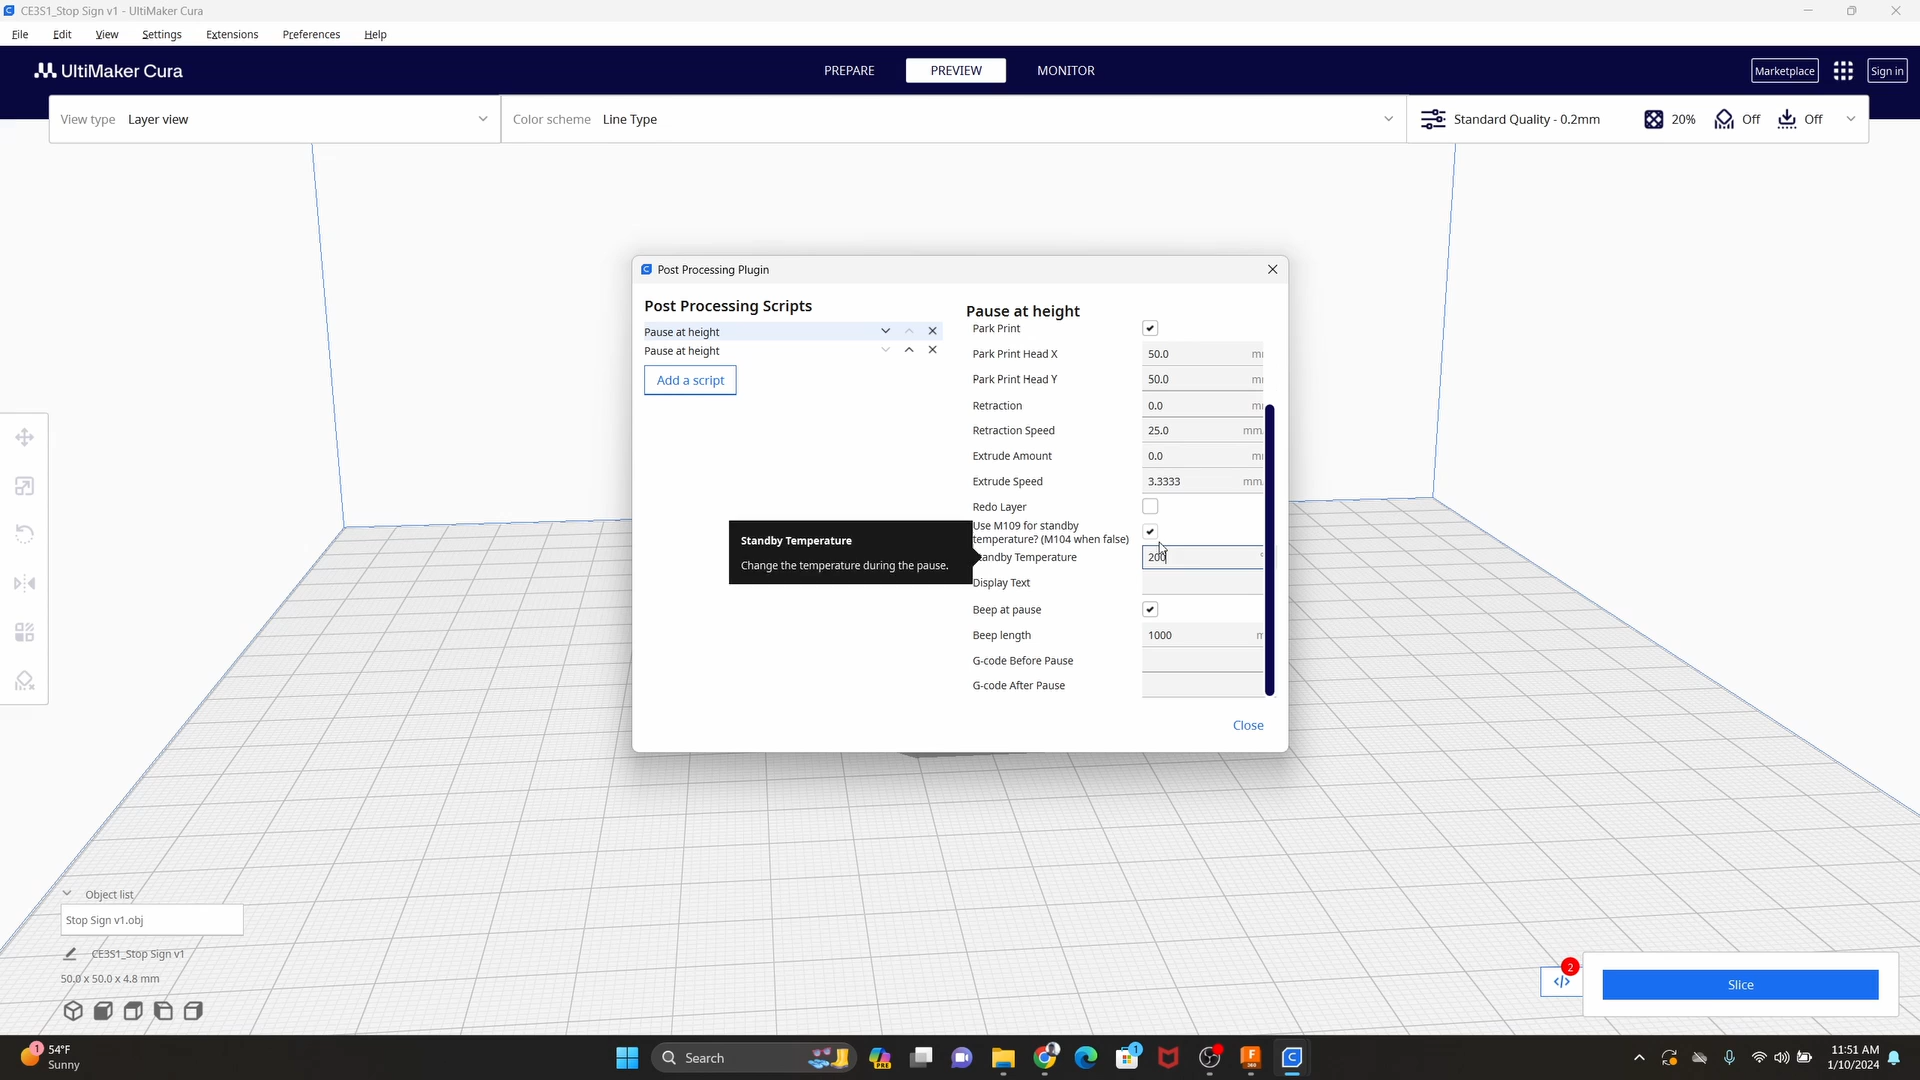 CE3S1_Stop Sign v1 - UltiMaker Cura
File Edit View Settings Extensions Preferences Help
UltiMaker Cura PREPARE PREVIEW MONITOR Marketplace Sign in
View type Layer view Color scheme Line Type Standard Quality - 0.2mm 20% Off Off
Post Processing Plugin
Post Processing Scripts
Pause at height
Pause at height
Add a script
Pause at height
Park Print
Park Print Head X 50.0
Park Print Head Y 50.0
Retraction 0.0
Retraction Speed 25.0 mm
Extrude Amount 0.0
Extrude Speed 3.3333 mm
Redo Layer
Use M109 for standby
temperature? (M104 when false)
Standby Temperature
Change the temperature during the pause.
andby Temperature 200
Display Text
Beep at pause
Beep length 1000
G-code Before Pause
G-code After Pause
Close
Object list
Stop Sign v1.obj
CE3S1_Stop Sign v1
50.0 x 50.0 x 4.8 mm
2
Slice
1
54°F
Sunny
Search
PRE
1
11:51 AM
1/10/2024